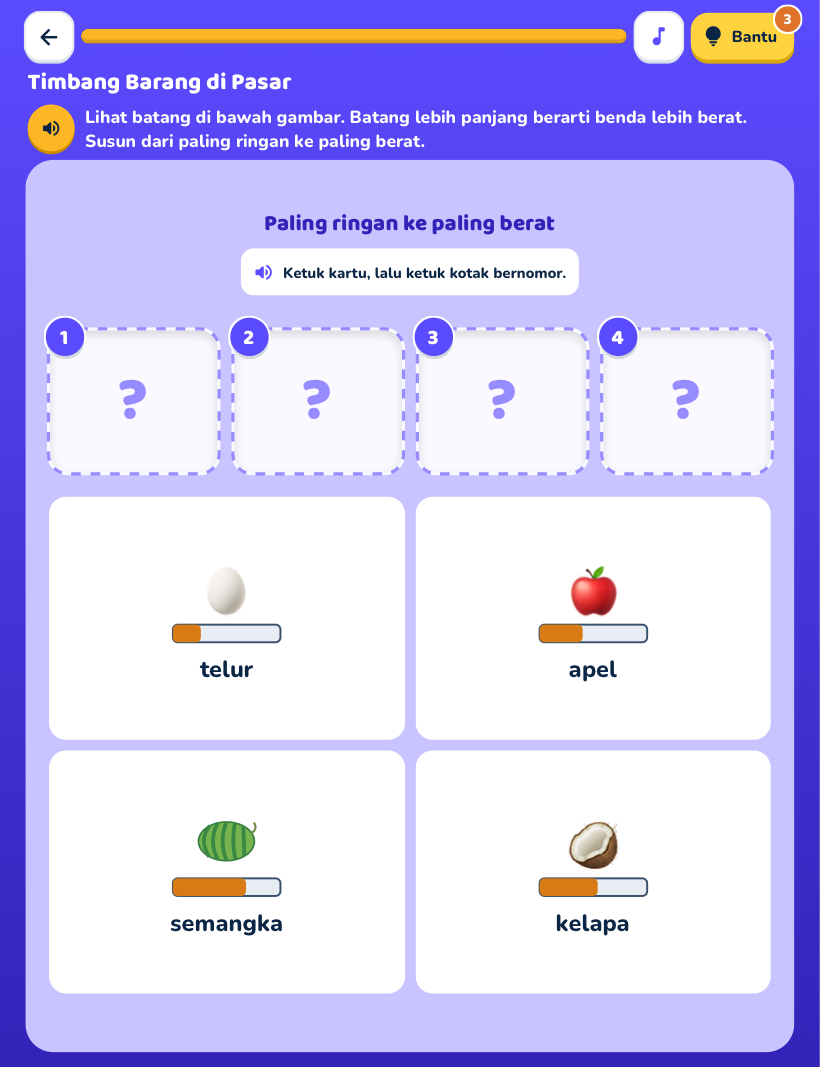 3
Bantu
Timbang Barang di Pasar
Lihat batang di bawah gambar. Batang lebih panjang berarti benda lebih berat.
Susun dari paling ringan ke paling berat.
Paling ringan ke paling berat
Ketuk kartu, lalu ketuk kotak bernomor.
1 2 3 4
? ? ? ?
telur apel
semangka kelapa